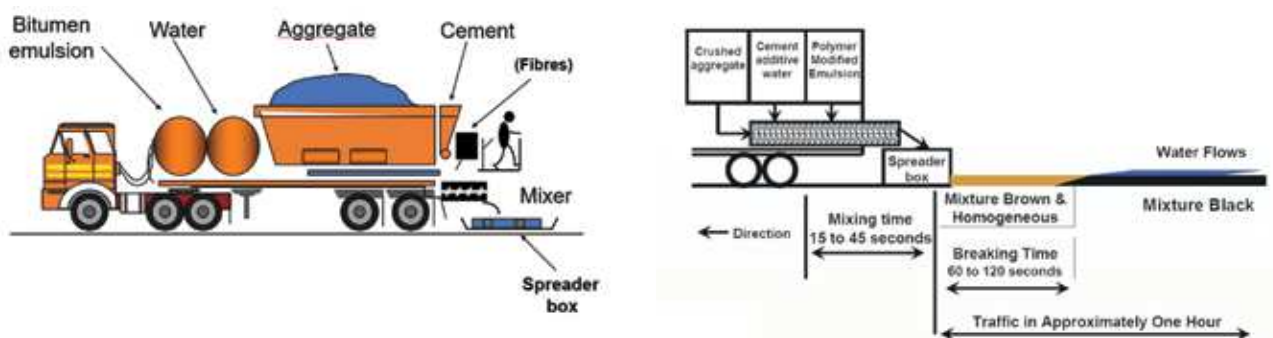 Bitumen
emulsion
Water
Aggregate
Cement
(Fibres)
Mixer
Spreader
box
Crushed
aggregate
Cement
additive
water
Polymer
Modified
Emulsion
Spreader
box
Water Flows
Mixture Brown &
Homogeneous
Mixture Black
Direction
Mixing time
15 to 45 seconds
Breaking Time
60 to 120 seconds
Traffic in Approximately One Hour